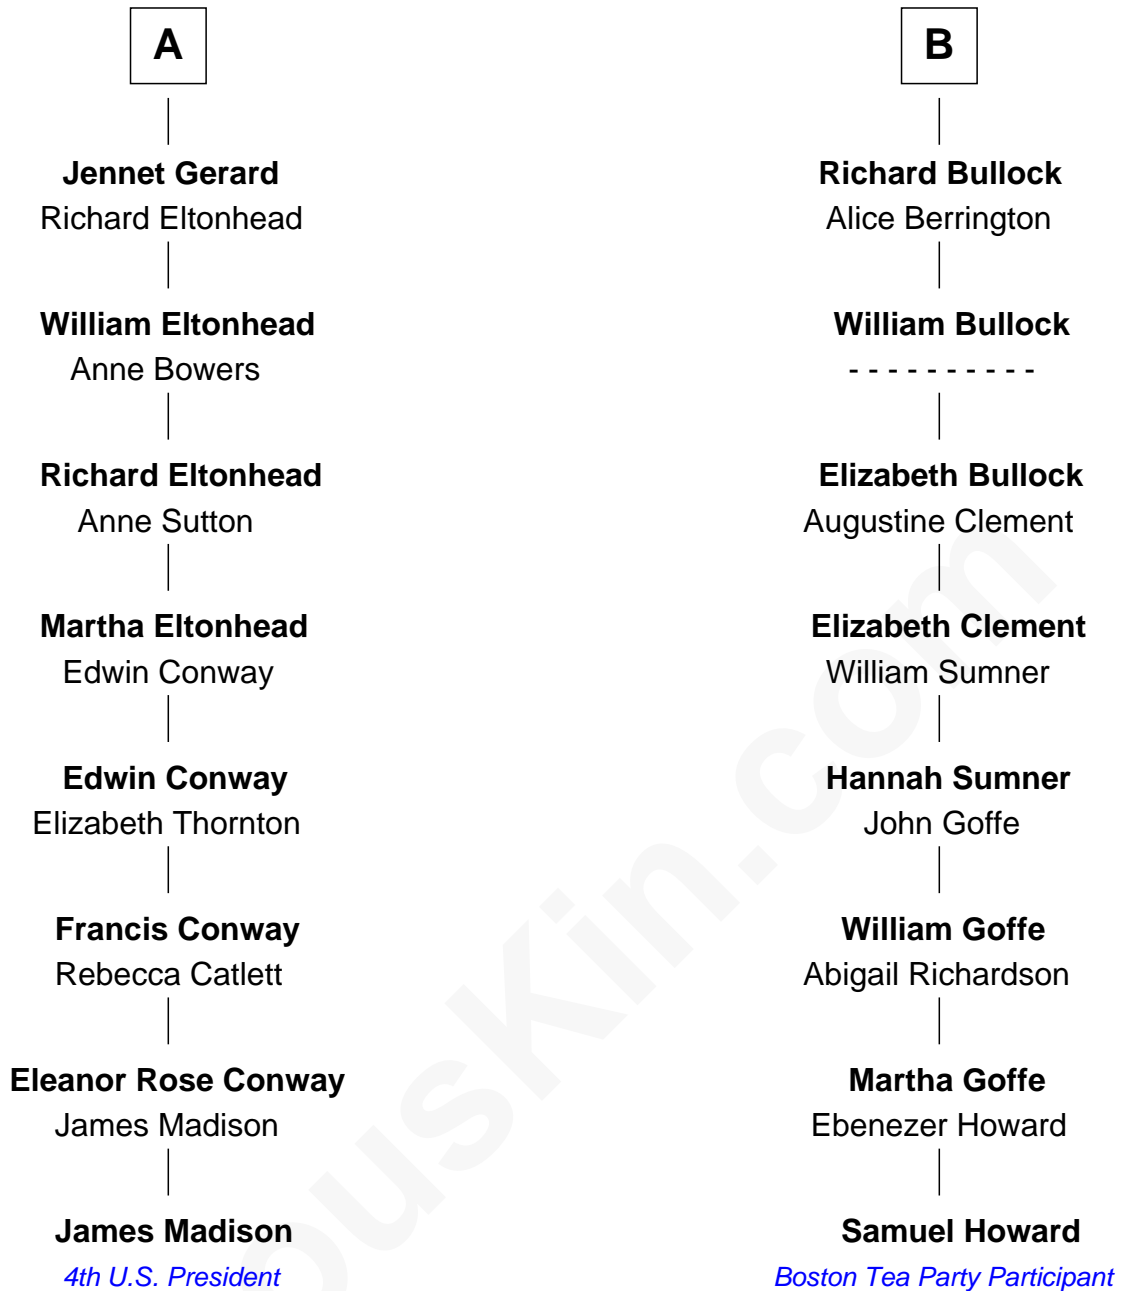 A
Jennet Gerard
Richard Eltonhead
William Eltonhead
Anne Bowers
Richard Eltonhead
Anne Sutton
Martha Eltonhead
Edwin Conway
Edwin Conway
Elizabeth Thornton
Francis Conway
Rebecca Catlett
Eleanor Rose Conway
James Madison
James Madison
4th U.S. President
B
Richard Bullock
Alice Berrington
William Bullock
- - - - - - - - - -
Elizabeth Bullock
Augustine Clement
Elizabeth Clement
William Sumner
Hannah Sumner
John Goffe
William Goffe
Abigail Richardson
Martha Goffe
Ebenezer Howard
Samuel Howard
Boston Tea Party Participant
ousKin.com